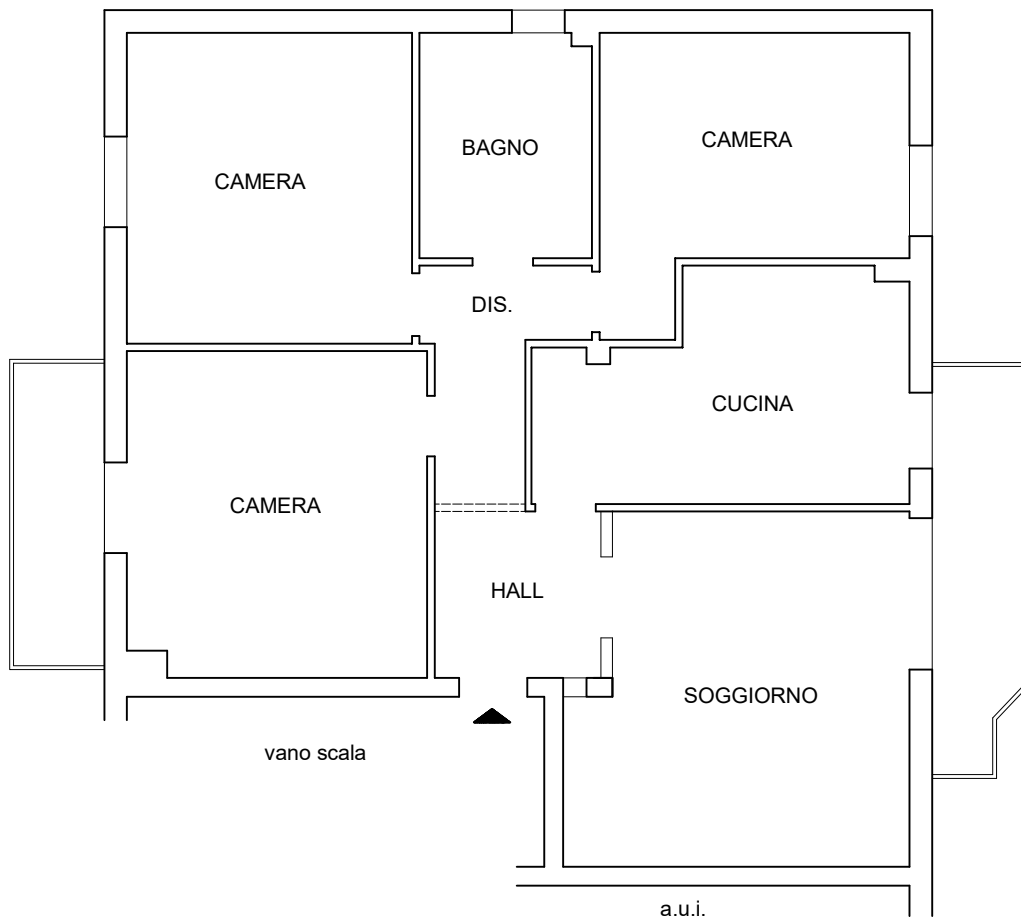 CAMERA
BAGNO
CAMERA
DIS.
CUCINA
CAMERA
HALL
SOGGIORNO
vano scala
a.u.i.